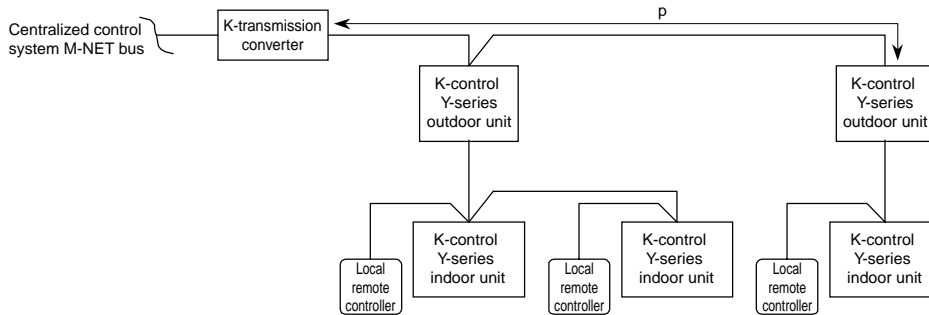 Centralized control
system M-NET bus
K-transmission
converter
p
K-control
Y-series
outdoor unit
K-control
Y-series
outdoor unit
K-control
Y-series
indoor unit
K-control
Y-series
indoor unit
K-control
Y-series
indoor unit
Local
remote
controller
Local
remote
controller
Local
remote
controller